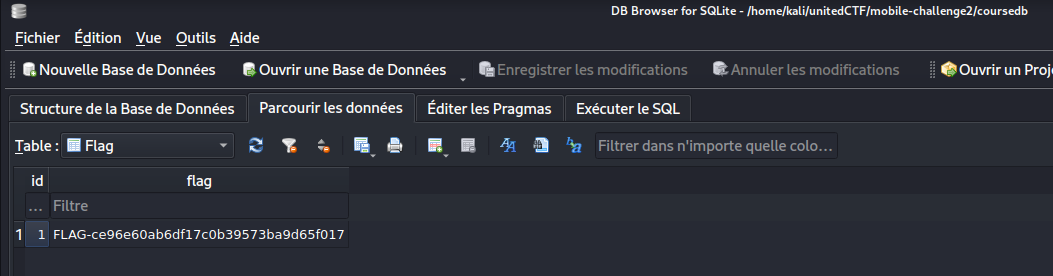 DB Browser for SQLite - /home/kali/unitedCTF/mobile-challenge2/coursedb
Fichier Édition Vue Outils Aide
Nouvelle Base de Données Ouvrir une Base de Données Enregistrer les modifications Annuler les modifications Ouvrir un Proj
Structure de la Base de Données Parcourir les données Éditer les Pragmas Exécuter le SQL
Table : Flag Filtrer dans n'importe quelle colo...
id flag
... Filtre
1 1 FLAG-ce96e60ab6df17c0b39573ba9d65f017